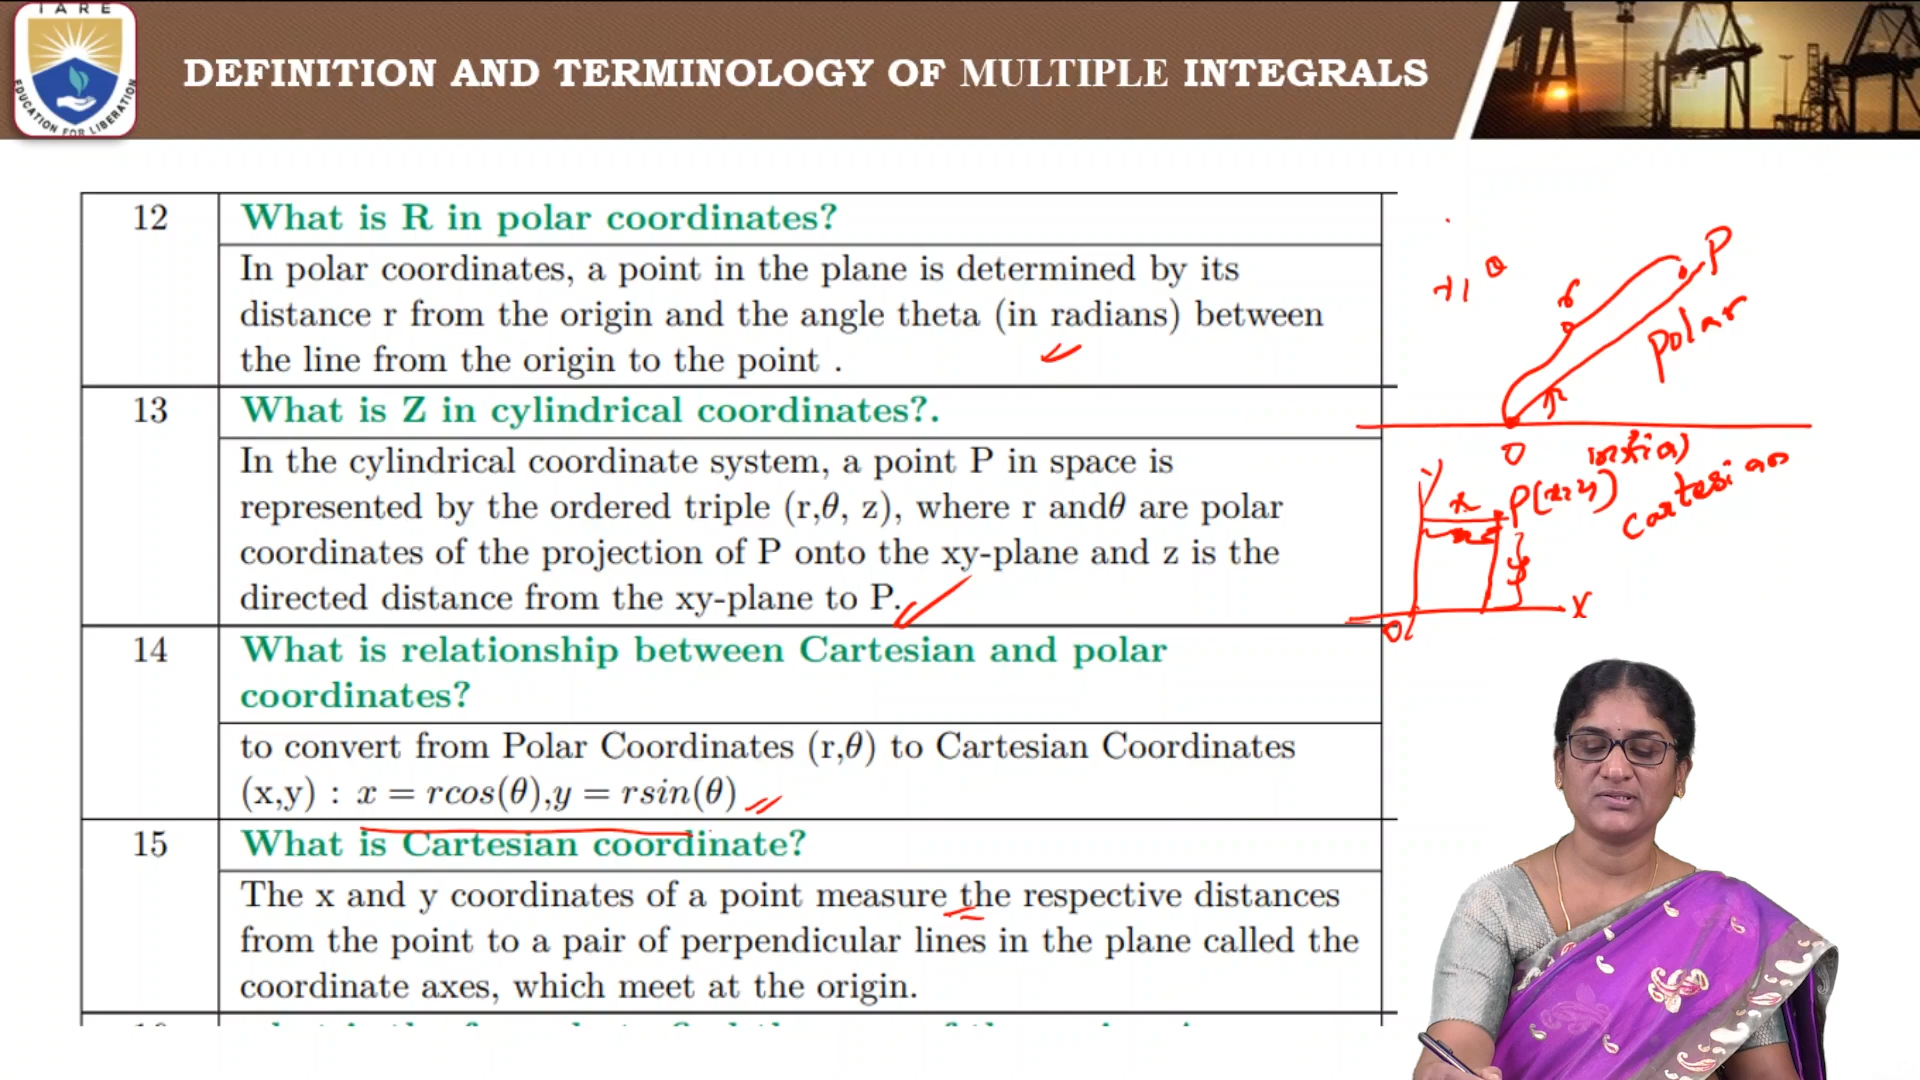 IARE
EDUCATION FOR LIBERATION
DEFINITION AND TERMINOLOGY OF MULTIPLE INTEGRALS
12
What is R in polar coordinates?
In polar coordinates, a point in the plane is determined by its
distance r from the origin and the angle theta (in radians) between
the line from the origin to the point .
13
What is Z in cylindrical coordinates?.
In the cylindrical coordinate system, a point P in space is
represented by the ordered triple (r,θ, z), where r andθ are polar
coordinates of the projection of P onto the xy-plane and z is the
directed distance from the xy-plane to P.
14
What is relationship between Cartesian and polar
coordinates?
to convert from Polar Coordinates (r,θ) to Cartesian Coordinates
(x,y) : x = rcos(θ),y = rsin(θ)
15
What is Cartesian coordinate?
The x and y coordinates of a point measure the respective distances
from the point to a pair of perpendicular lines in the plane called the
coordinate axes, which meet at the origin.
P
r
polar
O
Y
x
P(x,y)
cartesian
y
X
O